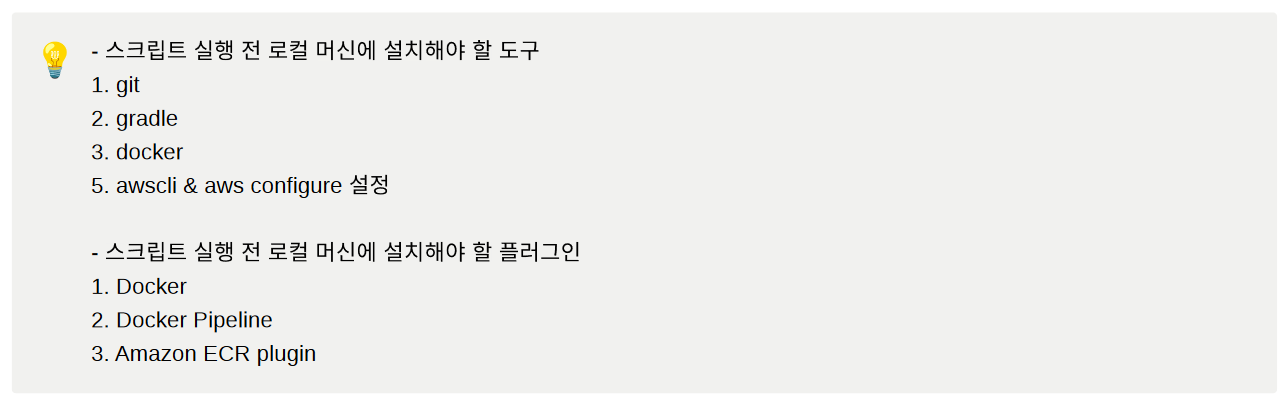 - 스크립트 실행 전 로컬 머신에 설치해야 할 도구
1. git
2. gradle
3. docker
5. awscli & aws configure 설정
- 스크립트 실행 전 로컬 머신에 설치해야 할 플러그인
1. Docker
2. Docker Pipeline
3. Amazon ECR plugin